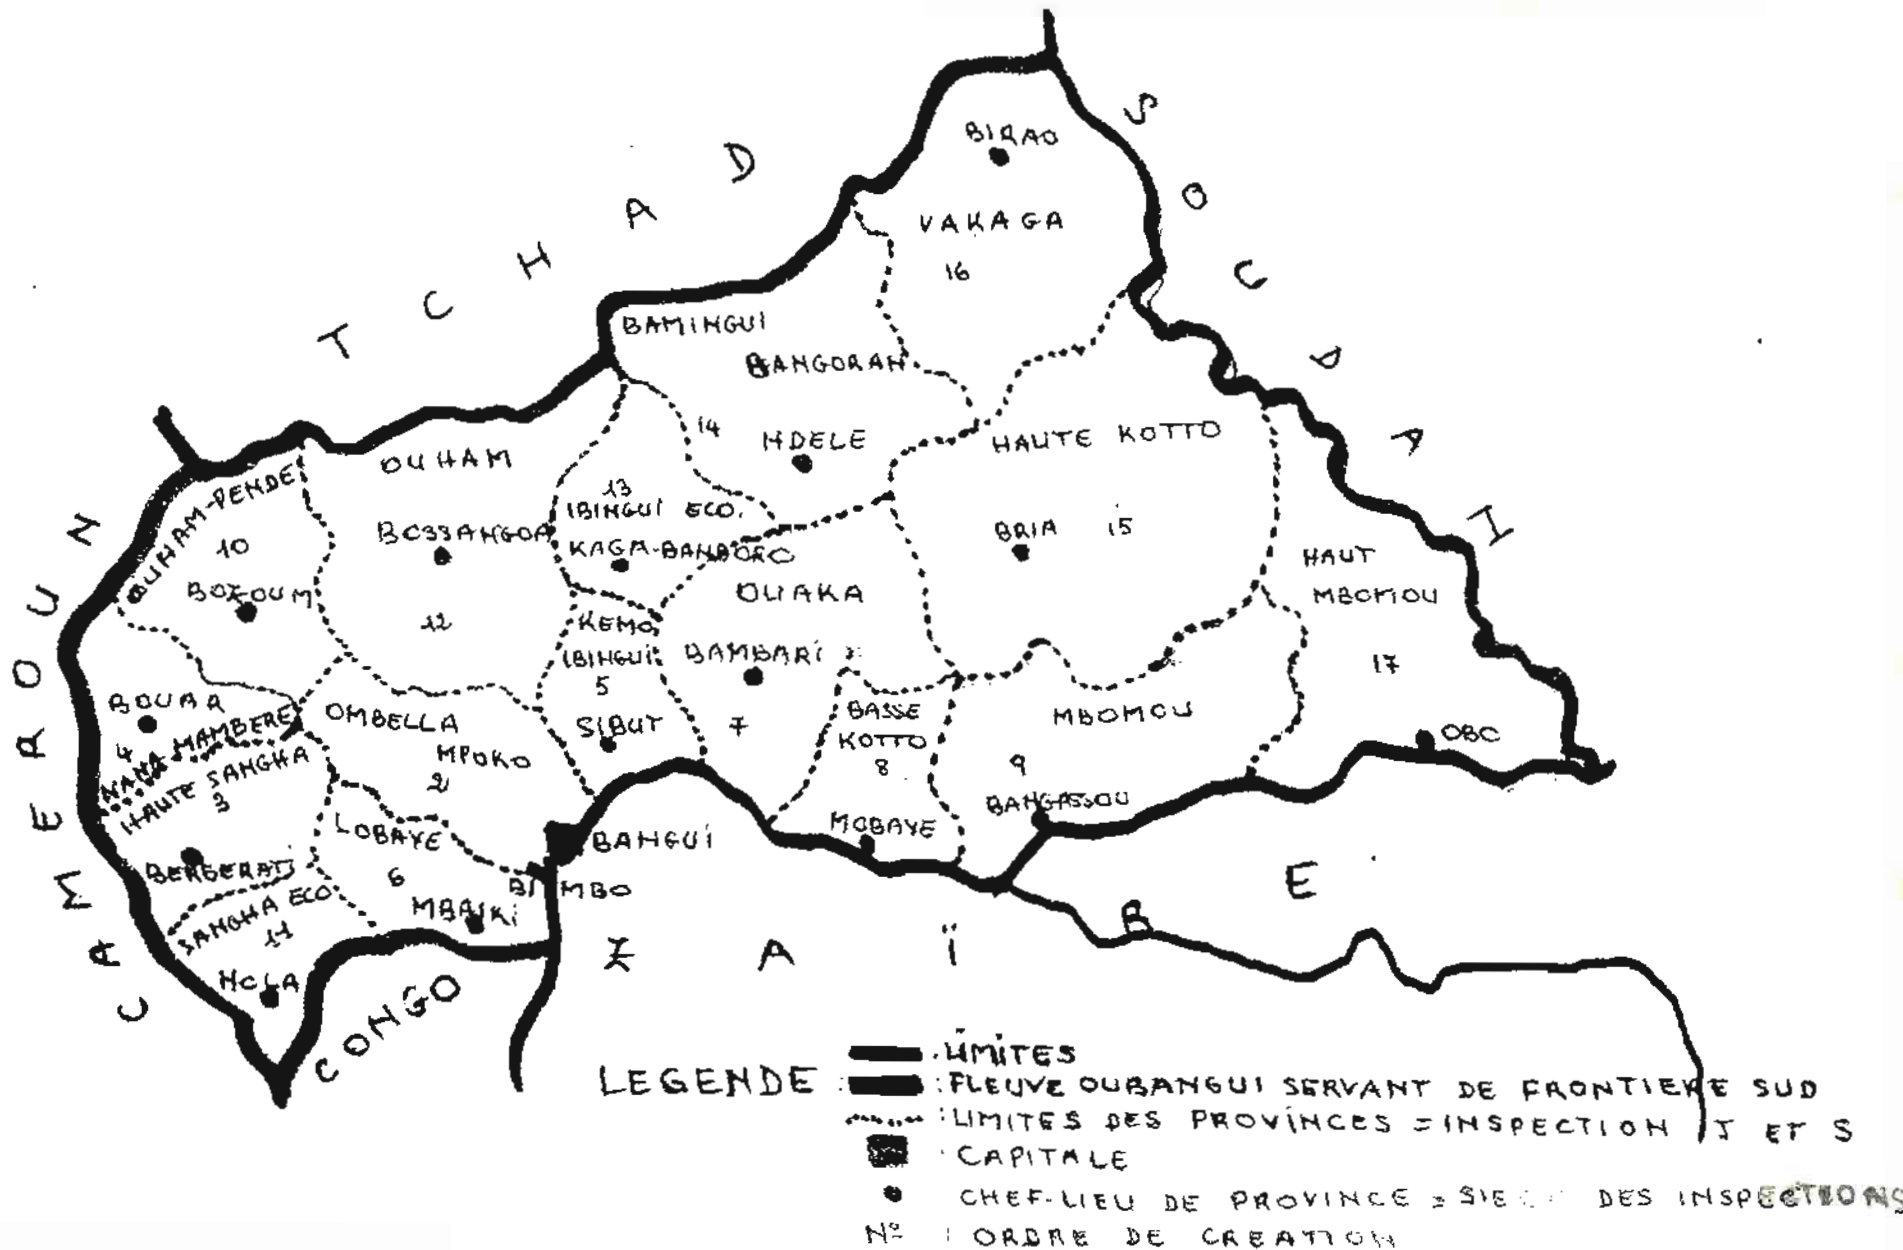 TCHAD
SOUDAN
CAMEROUN
BIRAO
VAKAGA
16
BAMINGUI
BANGORAN
14
NDELE
HAUTE KOTTO
BRIA 15
HAUT
MBOMOU
17
OBO
OUHAM-PENDE
10
BOZOUM
OUHAM
BOSSANGOA
12
13
IBINGUI ECO.
KAGA-BANDORO
OUAKA
BAMBARI
7
KEMO
IBINGUI
5
SIBUT
BOUAR
4
NANA-MAMBERE
HAUTE SANGHA
3
BERBERATI
SANGHA ECO
11
NOLA
OMBELLA
MPOKO
2
LOBAYE
6
MBAIKI
BANGUI
BIMBO
BASSE
KOTTO
8
MOBAYE
MBOMOU
9
BANGASSOU
ZAÏRE
CONGO
LEGENDE
: LIMITES
: FLEUVE OUBANGUI SERVANT DE FRONTIERE SUD
: LIMITES DES PROVINCES = INSPECTION J ET S
: CAPITALE
CHEF-LIEU DE PROVINCE = DES INSPECTIONS
Nº : ORDRE DE CREATION